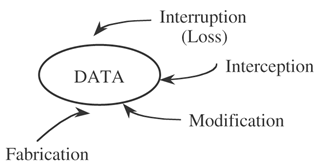 Interruption
(Loss)
DATA
Interception
Modification
Fabrication